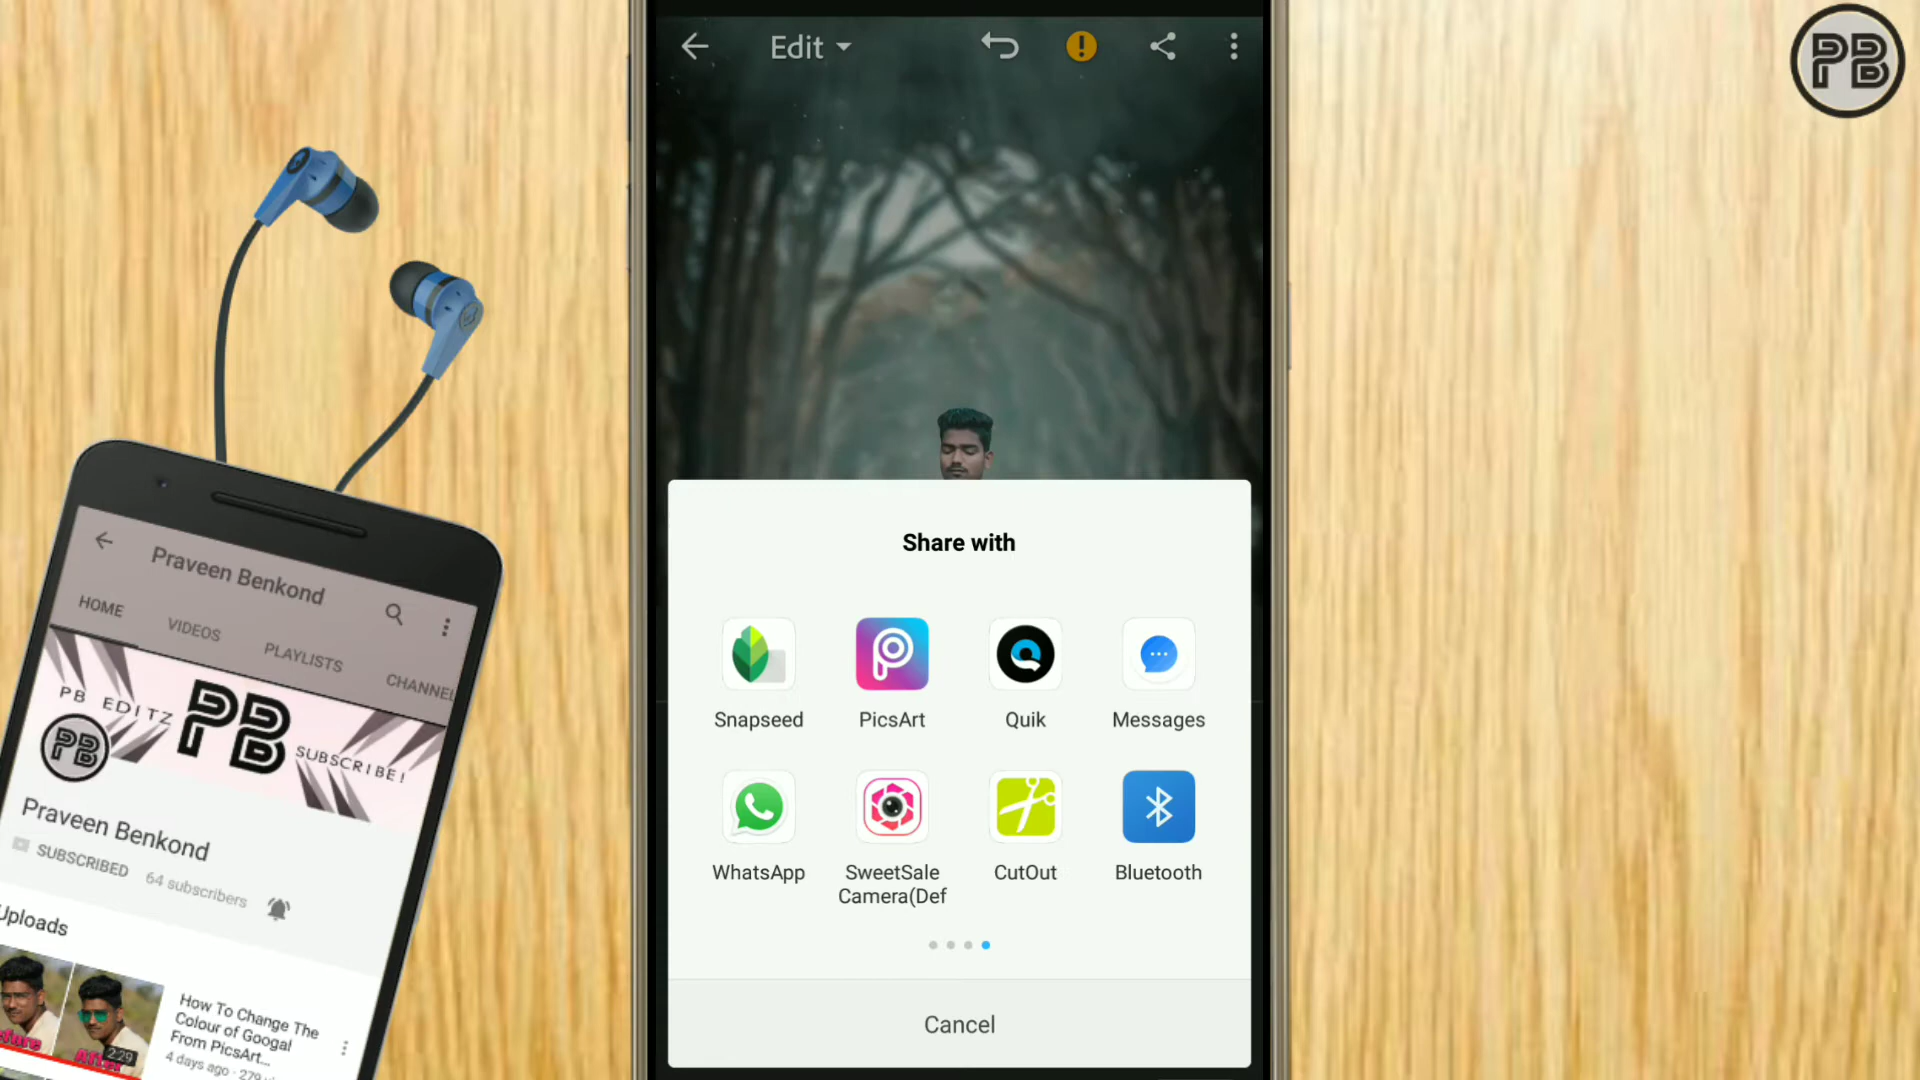 PB
Edit
Share with
Snapseed
PicsArt
Quik
Messages
WhatsApp
SweetSale
Camera(Def
CutOut
Bluetooth
Cancel
Praveen Benkond
HOME
VIDEOS
PLAYLISTS
CHANNEL
PB EDITZ
PB
SUBSCRIBE!
PB
Praveen Benkond
SUBSCRIBED
64 subscribers
Uploads
How To Change The
Colour of Googal
From PicsArt...
4 days ago · 279
2:29